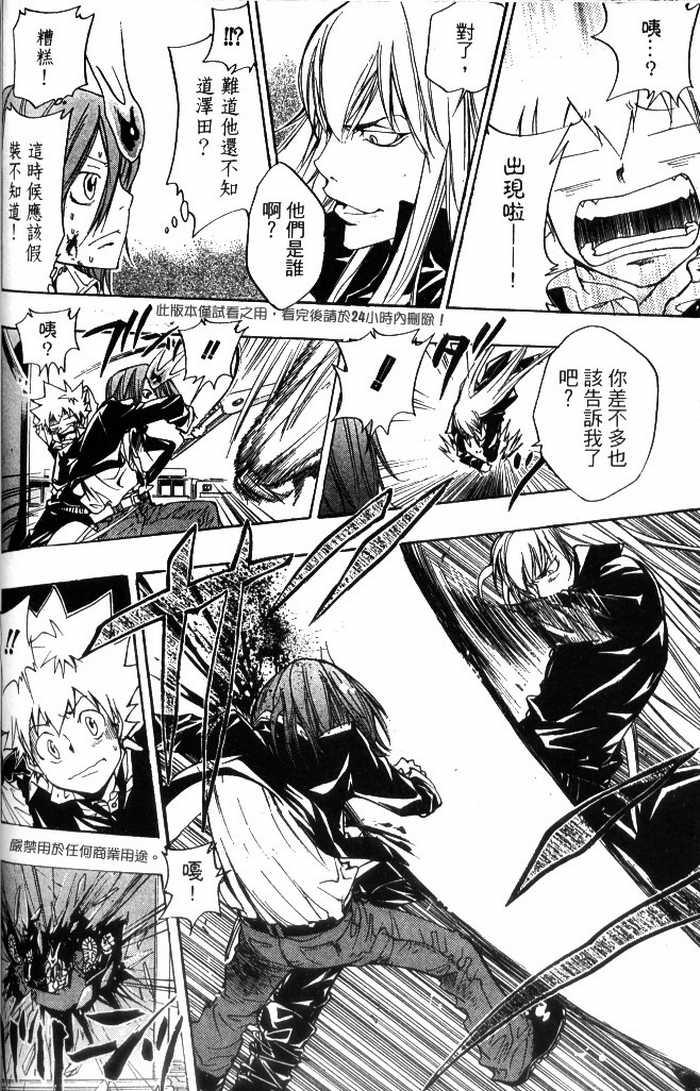 咦…?
出現啦——!
對了，
他們是誰
啊?
!!?
難道他還不知
道澤田?
糟糕!
這時候應該假
裝不知道!
此版本僅試看之用，看完後請於24小時內刪除!
你差不多也
該告訴我了
吧?
!
!
咦?
!!
嘎!
嚴禁用於任何商業用途。